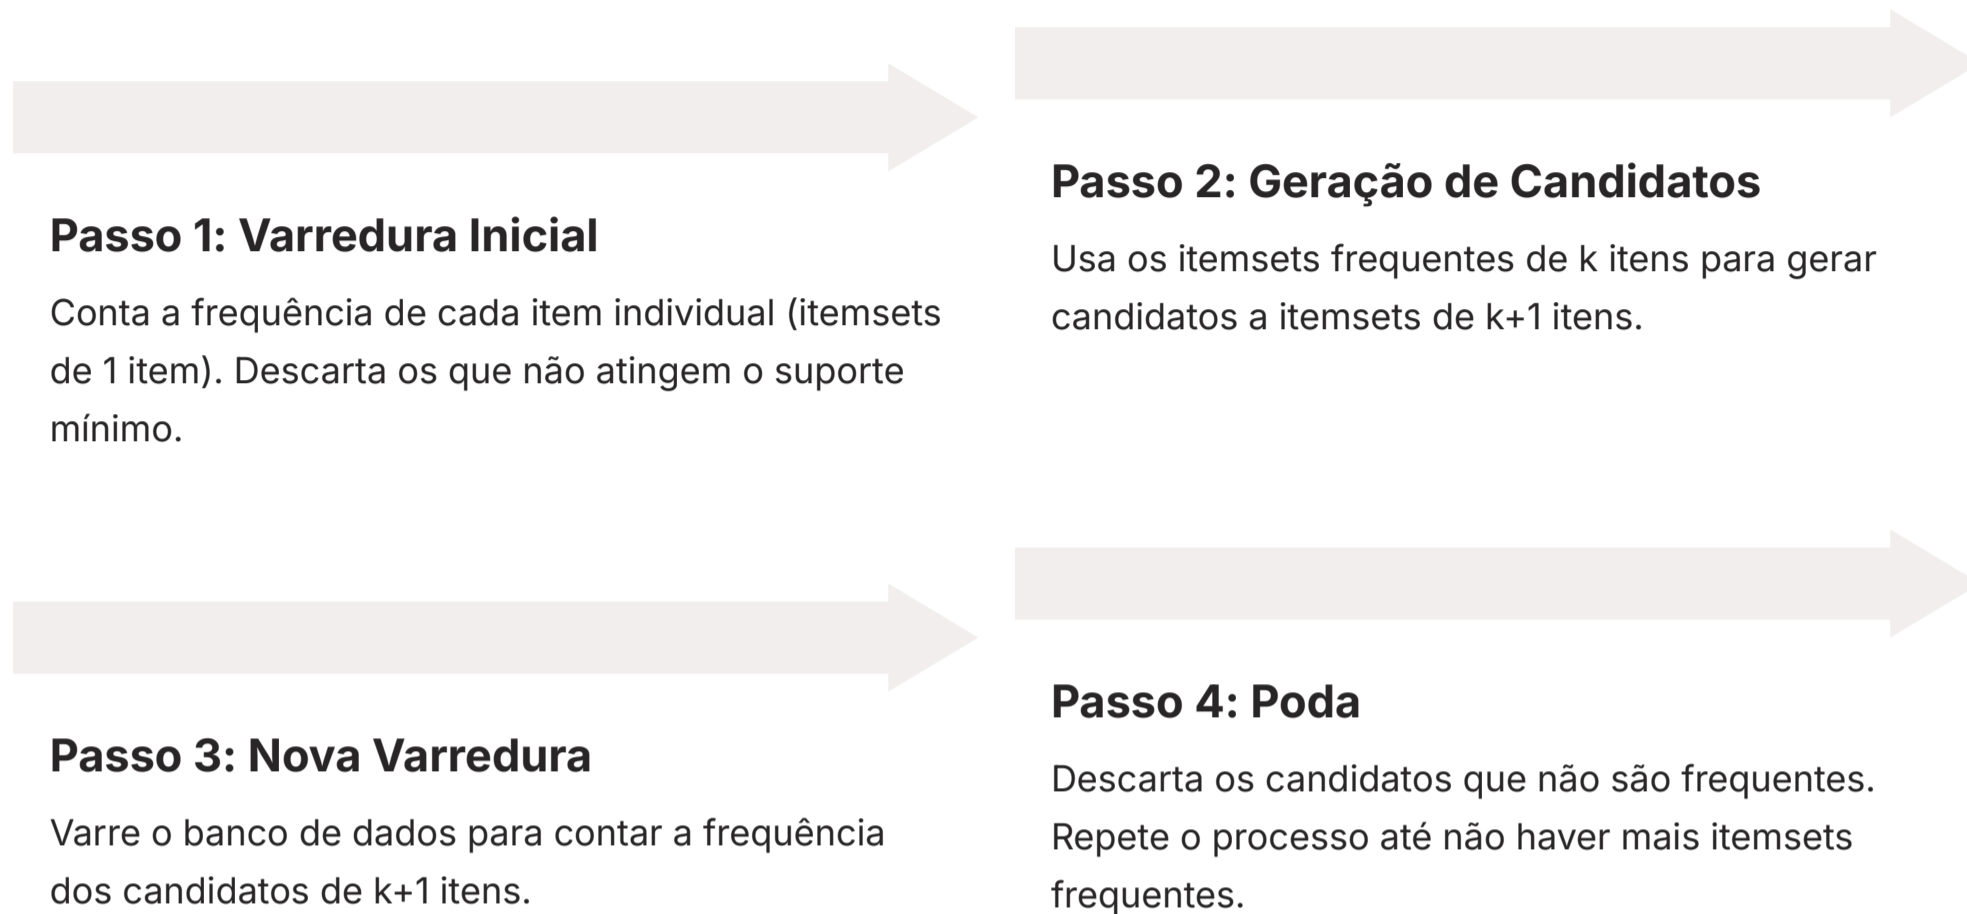 Passo 1: Varredura Inicial
Conta a frequência de cada item individual (itemsets
de 1 item). Descarta os que não atingem o suporte
mínimo.
Passo 2: Geração de Candidatos
Usa os itemsets frequentes de k itens para gerar
candidatos a itemsets de k+1 itens.
Passo 3: Nova Varredura
Varre o banco de dados para contar a frequência
dos candidatos de k+1 itens.
Passo 4: Poda
Descarta os candidatos que não são frequentes.
Repete o processo até não haver mais itemsets
frequentes.